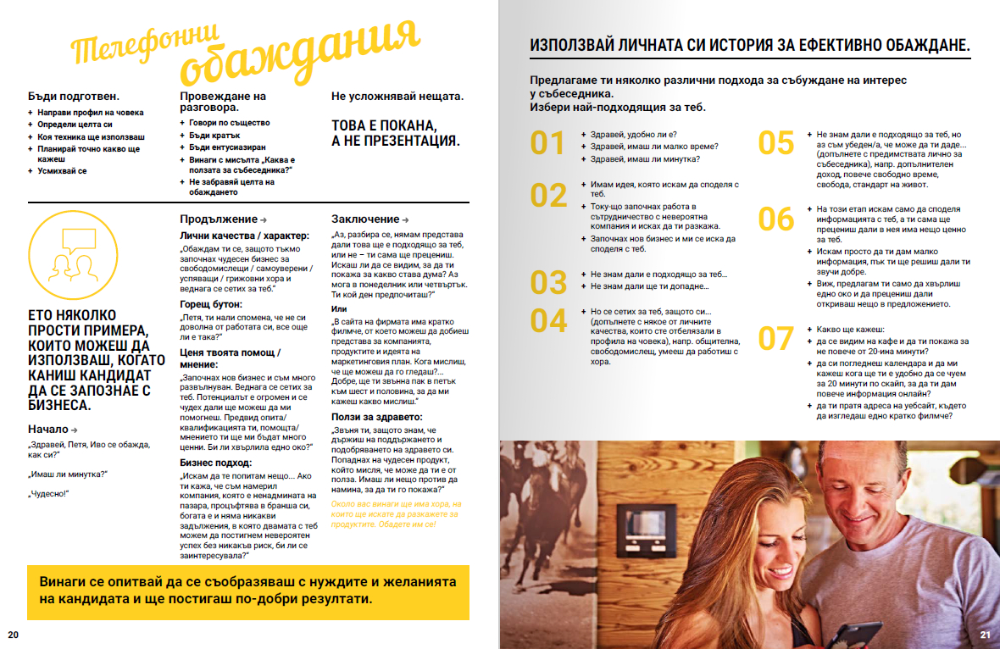 Телефонни
обаждания
Бъди подготвен.
+ Направи профил на човека
+ Определи целта си
+ Коя техника ще използваш
+ Планирай точно какво ще
кажеш
+ Усмихвай се
Провеждане на
разговора.
+ Говори по същество
+ Бъди кратък
+ Бъди ентусиазиран
+ Винаги с мисълта „Каква е
ползата за събеседника?“
+ Не забравяй целта на
обаждането
Не усложнявай нещата.
ТОВА Е ПОКАНА,
А НЕ ПРЕЗЕНТАЦИЯ.
ЕТО НЯКОЛКО
ПРОСТИ ПРИМЕРА,
КОИТО МОЖЕШ ДА
ИЗПОЛЗВАШ, КОГАТО
КАНИШ КАНДИДАТ
ДА СЕ ЗАПОЗНАЕ С
БИЗНЕСА.
Начало →
„Здравей, Петя, Иво се обажда,
как си?“
„Имаш ли минутка?“
„Чудесно!“
Продължение →
Лични качества / характер:
„Обаждам ти се, защото тъкмо
започнах чудесен бизнес за
свободомислещи / самоуверени /
успяващи / грижовни хора и
веднага се сетих за теб.“
Горещ бутон:
„Петя, ти нали спомена, че не си
доволна от работата си, все още
ли е така?“
Ценя твоята помощ /
мнение:
„Започнах нов бизнес и съм много
развълнуван. Веднага се сетих за
теб. Потенциалът е огромен и се
чудех дали ще можеш да ми
помогнеш. Предвид опита/
квалификацията ти, помощта/
мнението ти ще ми бъдат много
ценни. Би ли хвърлила едно око?“
Бизнес подход:
„Искам да те попитам нещо... Ако
ти кажа, че съм намерил
компания, която е ненадмината на
пазара, процъфтява в бранша си,
богата е и няма никакви
задължения, в която двамата с теб
можем да постигнем невероятен
успех без никакъв риск, би ли се
заинтересувала?“
Заключение →
„Аз, разбира се, нямам представа
дали това ще е подходящо за теб,
или не – ти сама ще прецениш.
Искаш ли да се видим, за да ти
покажа за какво става дума? Аз
мога в понеделник или четвъртък.
Ти кой ден предпочиташ?“
Или
„В сайта на фирмата има кратко
филмче, от което можеш да добиеш
представа за компанията,
продуктите и идеята на
маркетинговия план. Кога мислиш,
че ще можеш да го гледаш?...
Добре, ще ти звънна пак в петък
към шест и половина, за да ми
кажеш какво мислиш.“
Ползи за здравето:
„Звъня ти, защото знам, че
държиш на поддържането и
подобряването на здравето си.
Попаднах на чудесен продукт,
който мисля, че може да ти е от
полза. Имаш ли нещо против да
намина, за да ти го покажа?“
Около вас винаги ще има хора, на
които ще искате да разкажете за
продуктите. Обадете им се!
Винаги се опитвай да се съобразяваш с нуждите и желанията
на кандидата и ще постигаш по-добри резултати.
20
ИЗПОЛЗВАЙ ЛИЧНАТА СИ ИСТОРИЯ ЗА ЕФЕКТИВНО ОБАЖДАНЕ.
Предлагаме ти няколко различни подхода за събуждане на интерес
у събеседника.
Избери най-подходящия за теб.
01
+ Здравей, удобно ли е?
+ Здравей, имаш ли малко време?
+ Здравей, имаш ли минутка?
02
+ Имам идея, която искам да споделя с
теб.
+ Току-що започнах работа в
сътрудничество с невероятна
компания и исках да ти разкажа.
+ Започнах нов бизнес и ми се иска да
споделя с теб.
03
+ Не знам дали е подходящо за теб...
+ Не знам дали ще ти допадне...
04
+ Но се сетих за теб, защото си...
(допълнете с някое от личните
качества, които сте отбелязали в
профила на човека), напр. общителна,
свободомислещ, умееш да работиш с
хора.
05
+ Не знам дали е подходящо за теб, но
аз съм убеден/а, че може да ти даде...
(допълнете с предимствата лично за
събеседника), напр. допълнителен
доход, повече свободно време,
свобода, стандарт на живот.
06
+ На този етап искам само да споделя
информацията с теб, а ти сама ще
прецениш дали в нея има нещо ценно
за теб.
+ Искам просто да ти дам малко
информация, пък ти ще решиш дали ти
звучи добре.
+ Виж, предлагам ти само да хвърлиш
едно око и да прецениш дали
откриваш нещо в предложението.
07
+ Какво ще кажеш:
+ да се видим на кафе и да ти покажа за
не повече от 20-ина минути?
+ да си погледнеш календара и да ми
кажеш кога ще ти е удобно да се чуем
за 20 минути по скайп, за да ти дам
повече информация онлайн?
+ да ти пратя адреса на уебсайт, където
да изгледаш едно кратко филмче?
21